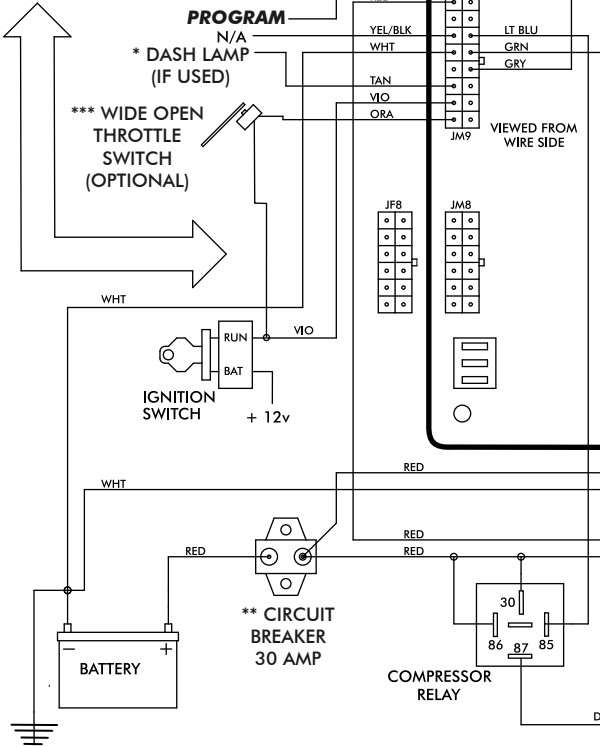 PROGRAM
N/A
* DASH LAMP
(IF USED)
YEL/BLK
WHT
TAN
VIO
ORA
LT BLU
GRN
GRY
JM9
VIEWED FROM
WIRE SIDE
*** WIDE OPEN
THROTTLE
SWITCH
(OPTIONAL)
JF8
JM8
WHT
RUN
VIO
BAT
IGNITION
SWITCH
+ 12v
RED
WHT
RED
RED
RED
** CIRCUIT
BREAKER
30 AMP
30
86
87
85
COMPRESSOR
RELAY
− +
BATTERY